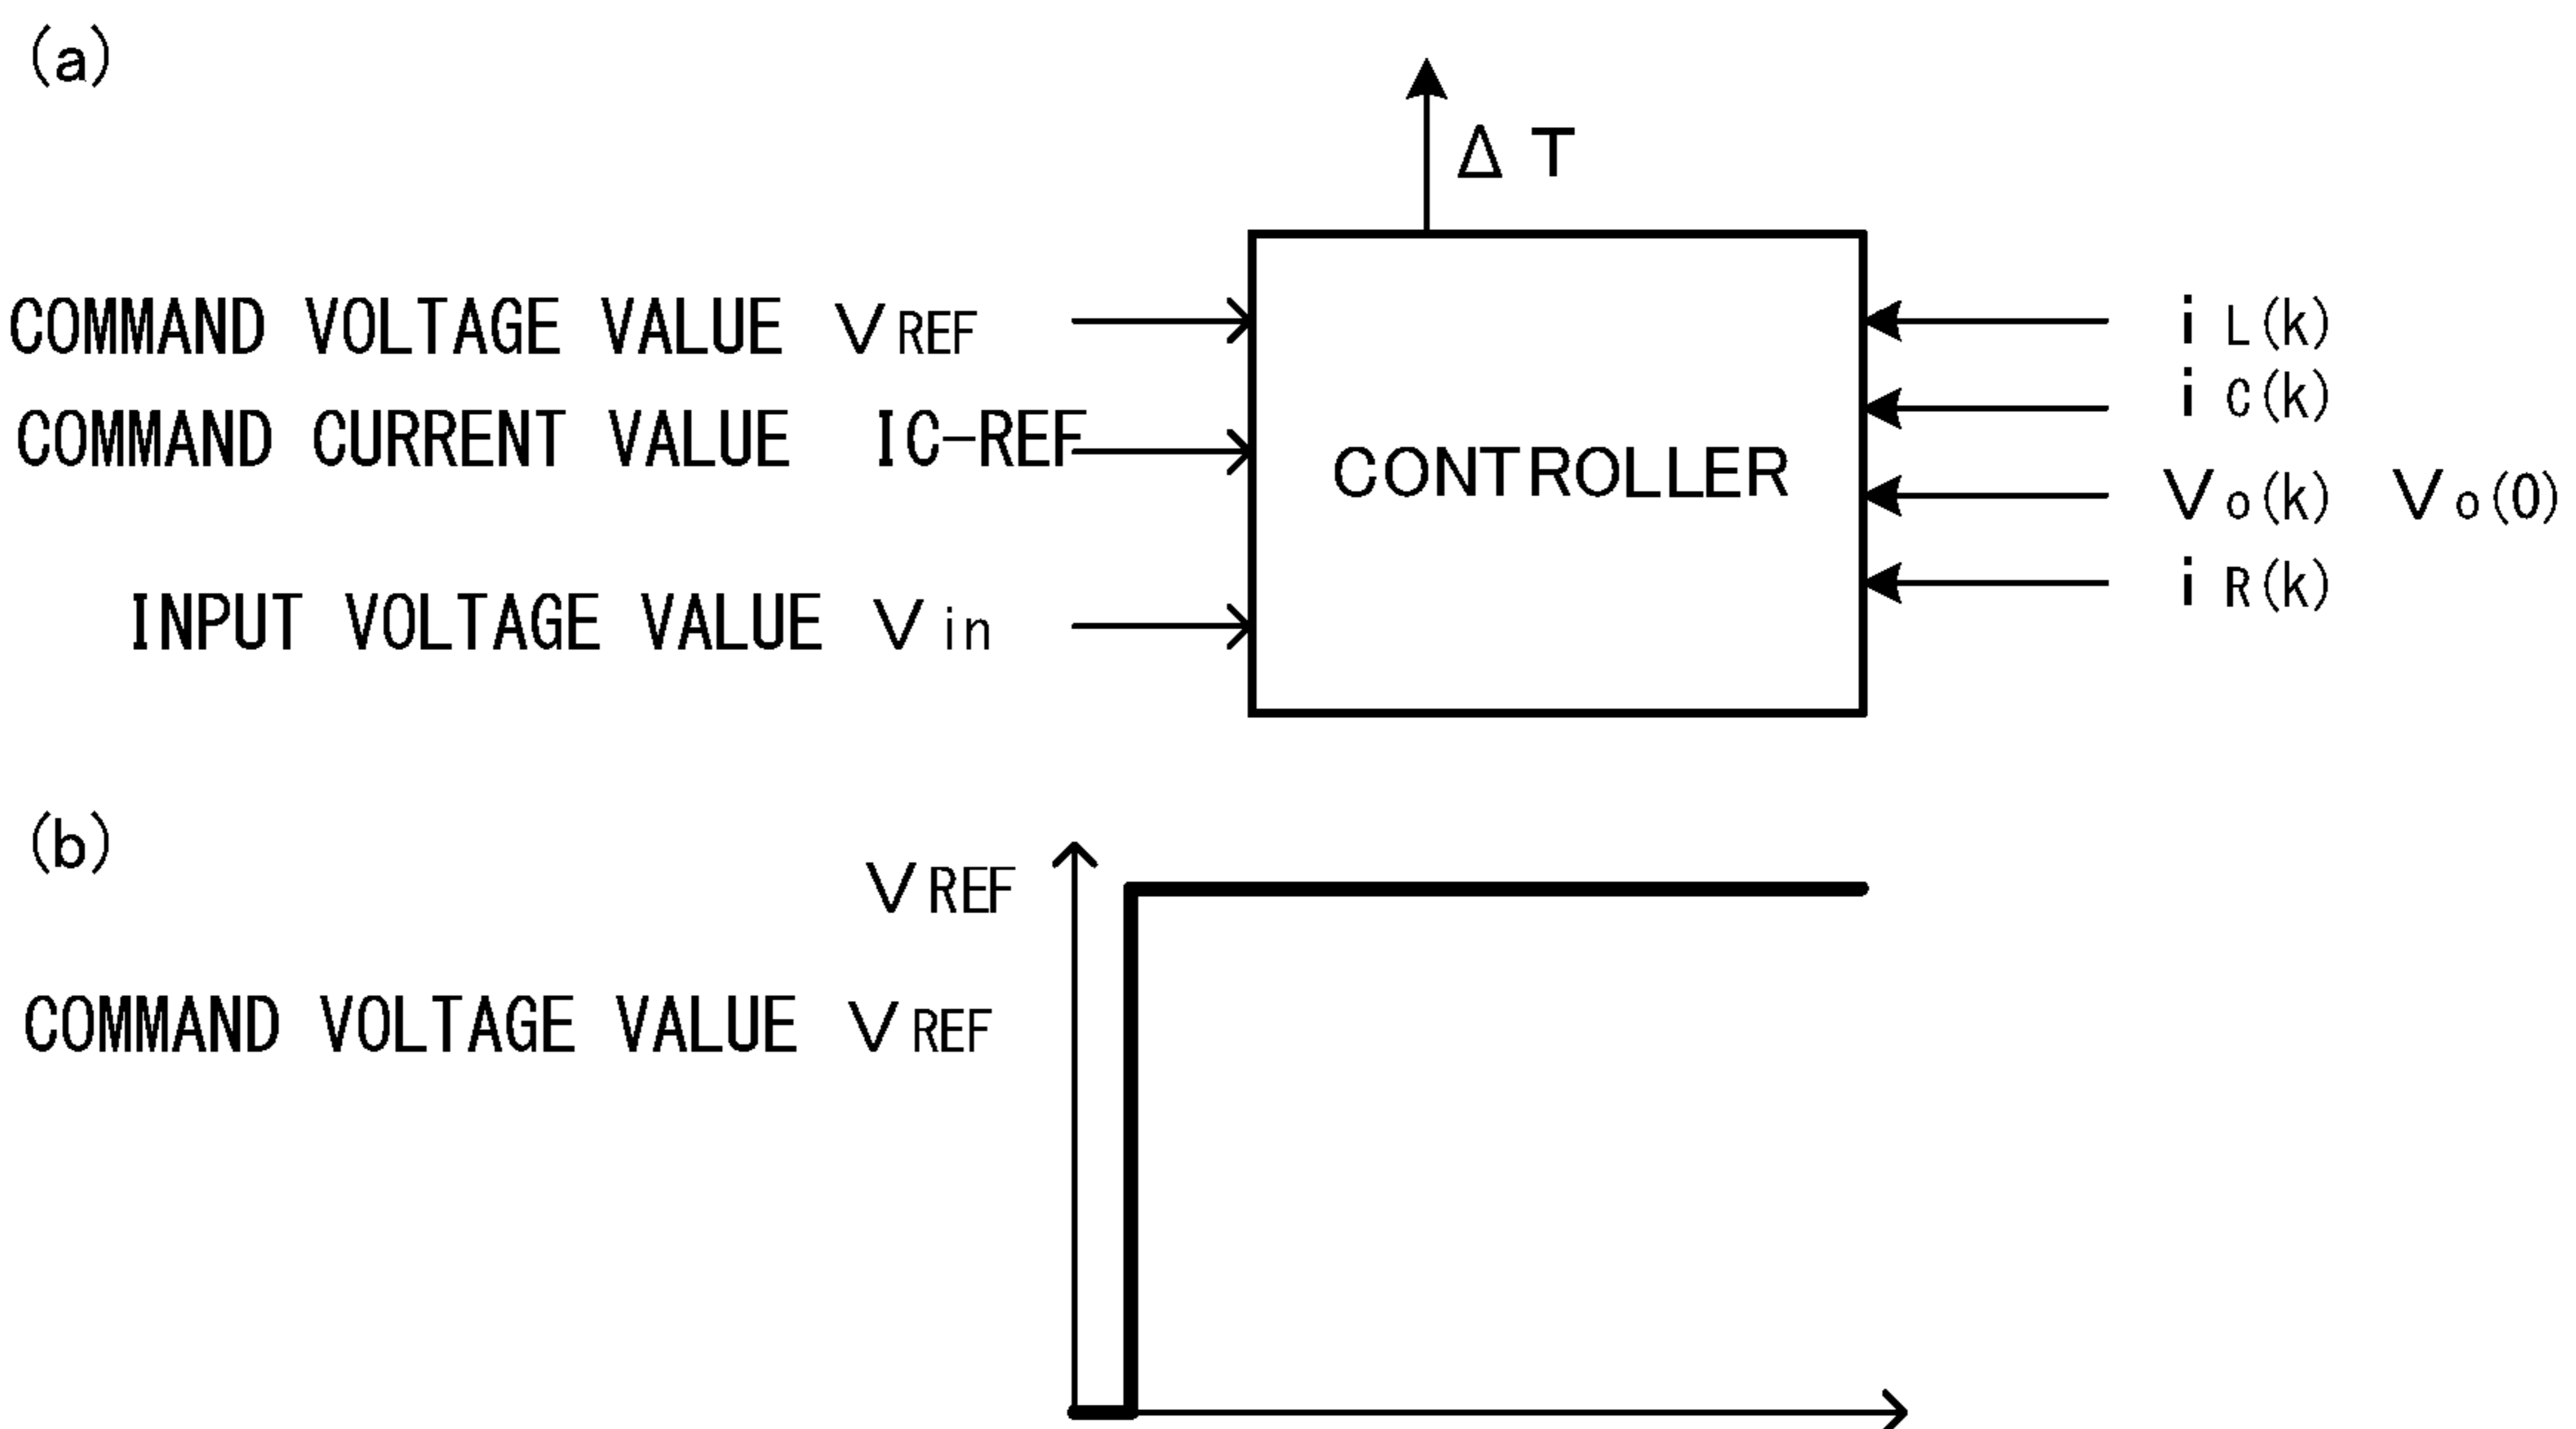 (a)
Δ T
COMMAND VOLTAGE VALUE VREF
COMMAND CURRENT VALUE IC-REF
INPUT VOLTAGE VALUE Vin
CONTROLLER
i L(k)
i C(k)
Vo(k) Vo(0)
i R(k)
(b)
VREF
COMMAND VOLTAGE VALUE VREF